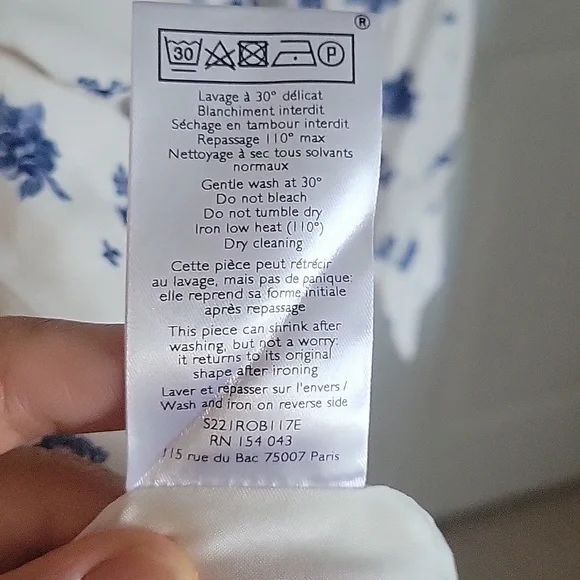 ®
30 P
Lavage à 30° délicat
Blanchiment interdit
Séchage en tambour interdit
Repassage 110° max
Nettoyage à sec tous solvants
normaux
Gentle wash at 30°
Do not bleach
Do not tumble dry
Iron low heat (110°)
Dry cleaning
Cette pièce peut rétrécir
au lavage, mais pas de panique:
elle reprend sa forme initiale
après repassage
This piece can shrink after
washing, but not a worry:
it returns to its original
shape after ironing
Laver et repasser sur l'envers /
Wash and iron on reverse side
S221ROB117E
RN 154 043
115 rue du Bac 75007 Paris